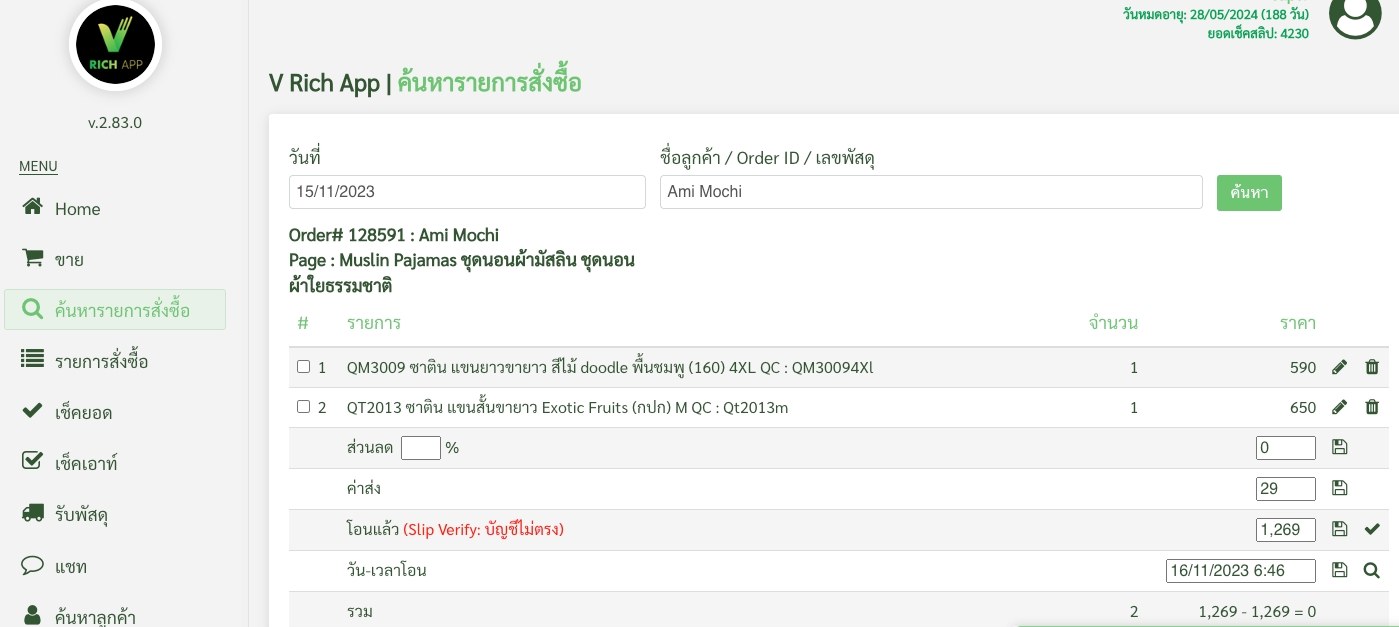 วันหมดอายุ: 28/05/2024 (188 วัน)
ยอดเช็คสลิป: 4230
RICH APP
v.2.83.0
MENU
Home
ขาย
ค้นหารายการสั่งซื้อ
รายการสั่งซื้อ
เช็คยอด
เช็คเอาท์
รับพัสดุ
แชท
ค้นหาลูกค้า
V Rich App | ค้นหารายการสั่งซื้อ
วันที่ ชื่อลูกค้า / Order ID / เลขพัสดุ
15/11/2023 Ami Mochi ค้นหา
Order# 128591 : Ami Mochi
Page : Muslin Pajamas ชุดนอนผ้ามัสลิน ชุดนอน
ผ้าใยธรรมชาติ
# รายการ จำนวน ราคา
1 QM3009 ซาติน แขนยาวขายาว สีไม้ doodle พื้นชมพู (160) 4XL QC : QM30094Xl 1 590
2 QT2013 ซาติน แขนสั้นขายาว Exotic Fruits (กปก) M QC : Qt2013m 1 650
ส่วนลด % 0
ค่าส่ง 29
โอนแล้ว (Slip Verify: บัญชีไม่ตรง) 1,269
วัน-เวลาโอน 16/11/2023 6:46
รวม 2 1,269 - 1,269 = 0